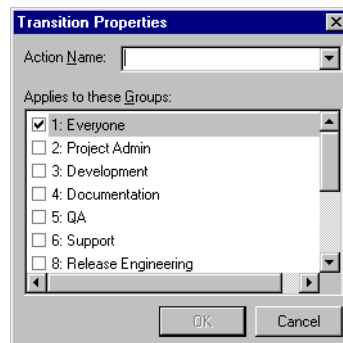 Transition Properties
Action Name:
Applies to these Groups:
1: Everyone
2: Project Admin
3: Development
4: Documentation
5: QA
6: Support
8: Release Engineering
OK Cancel